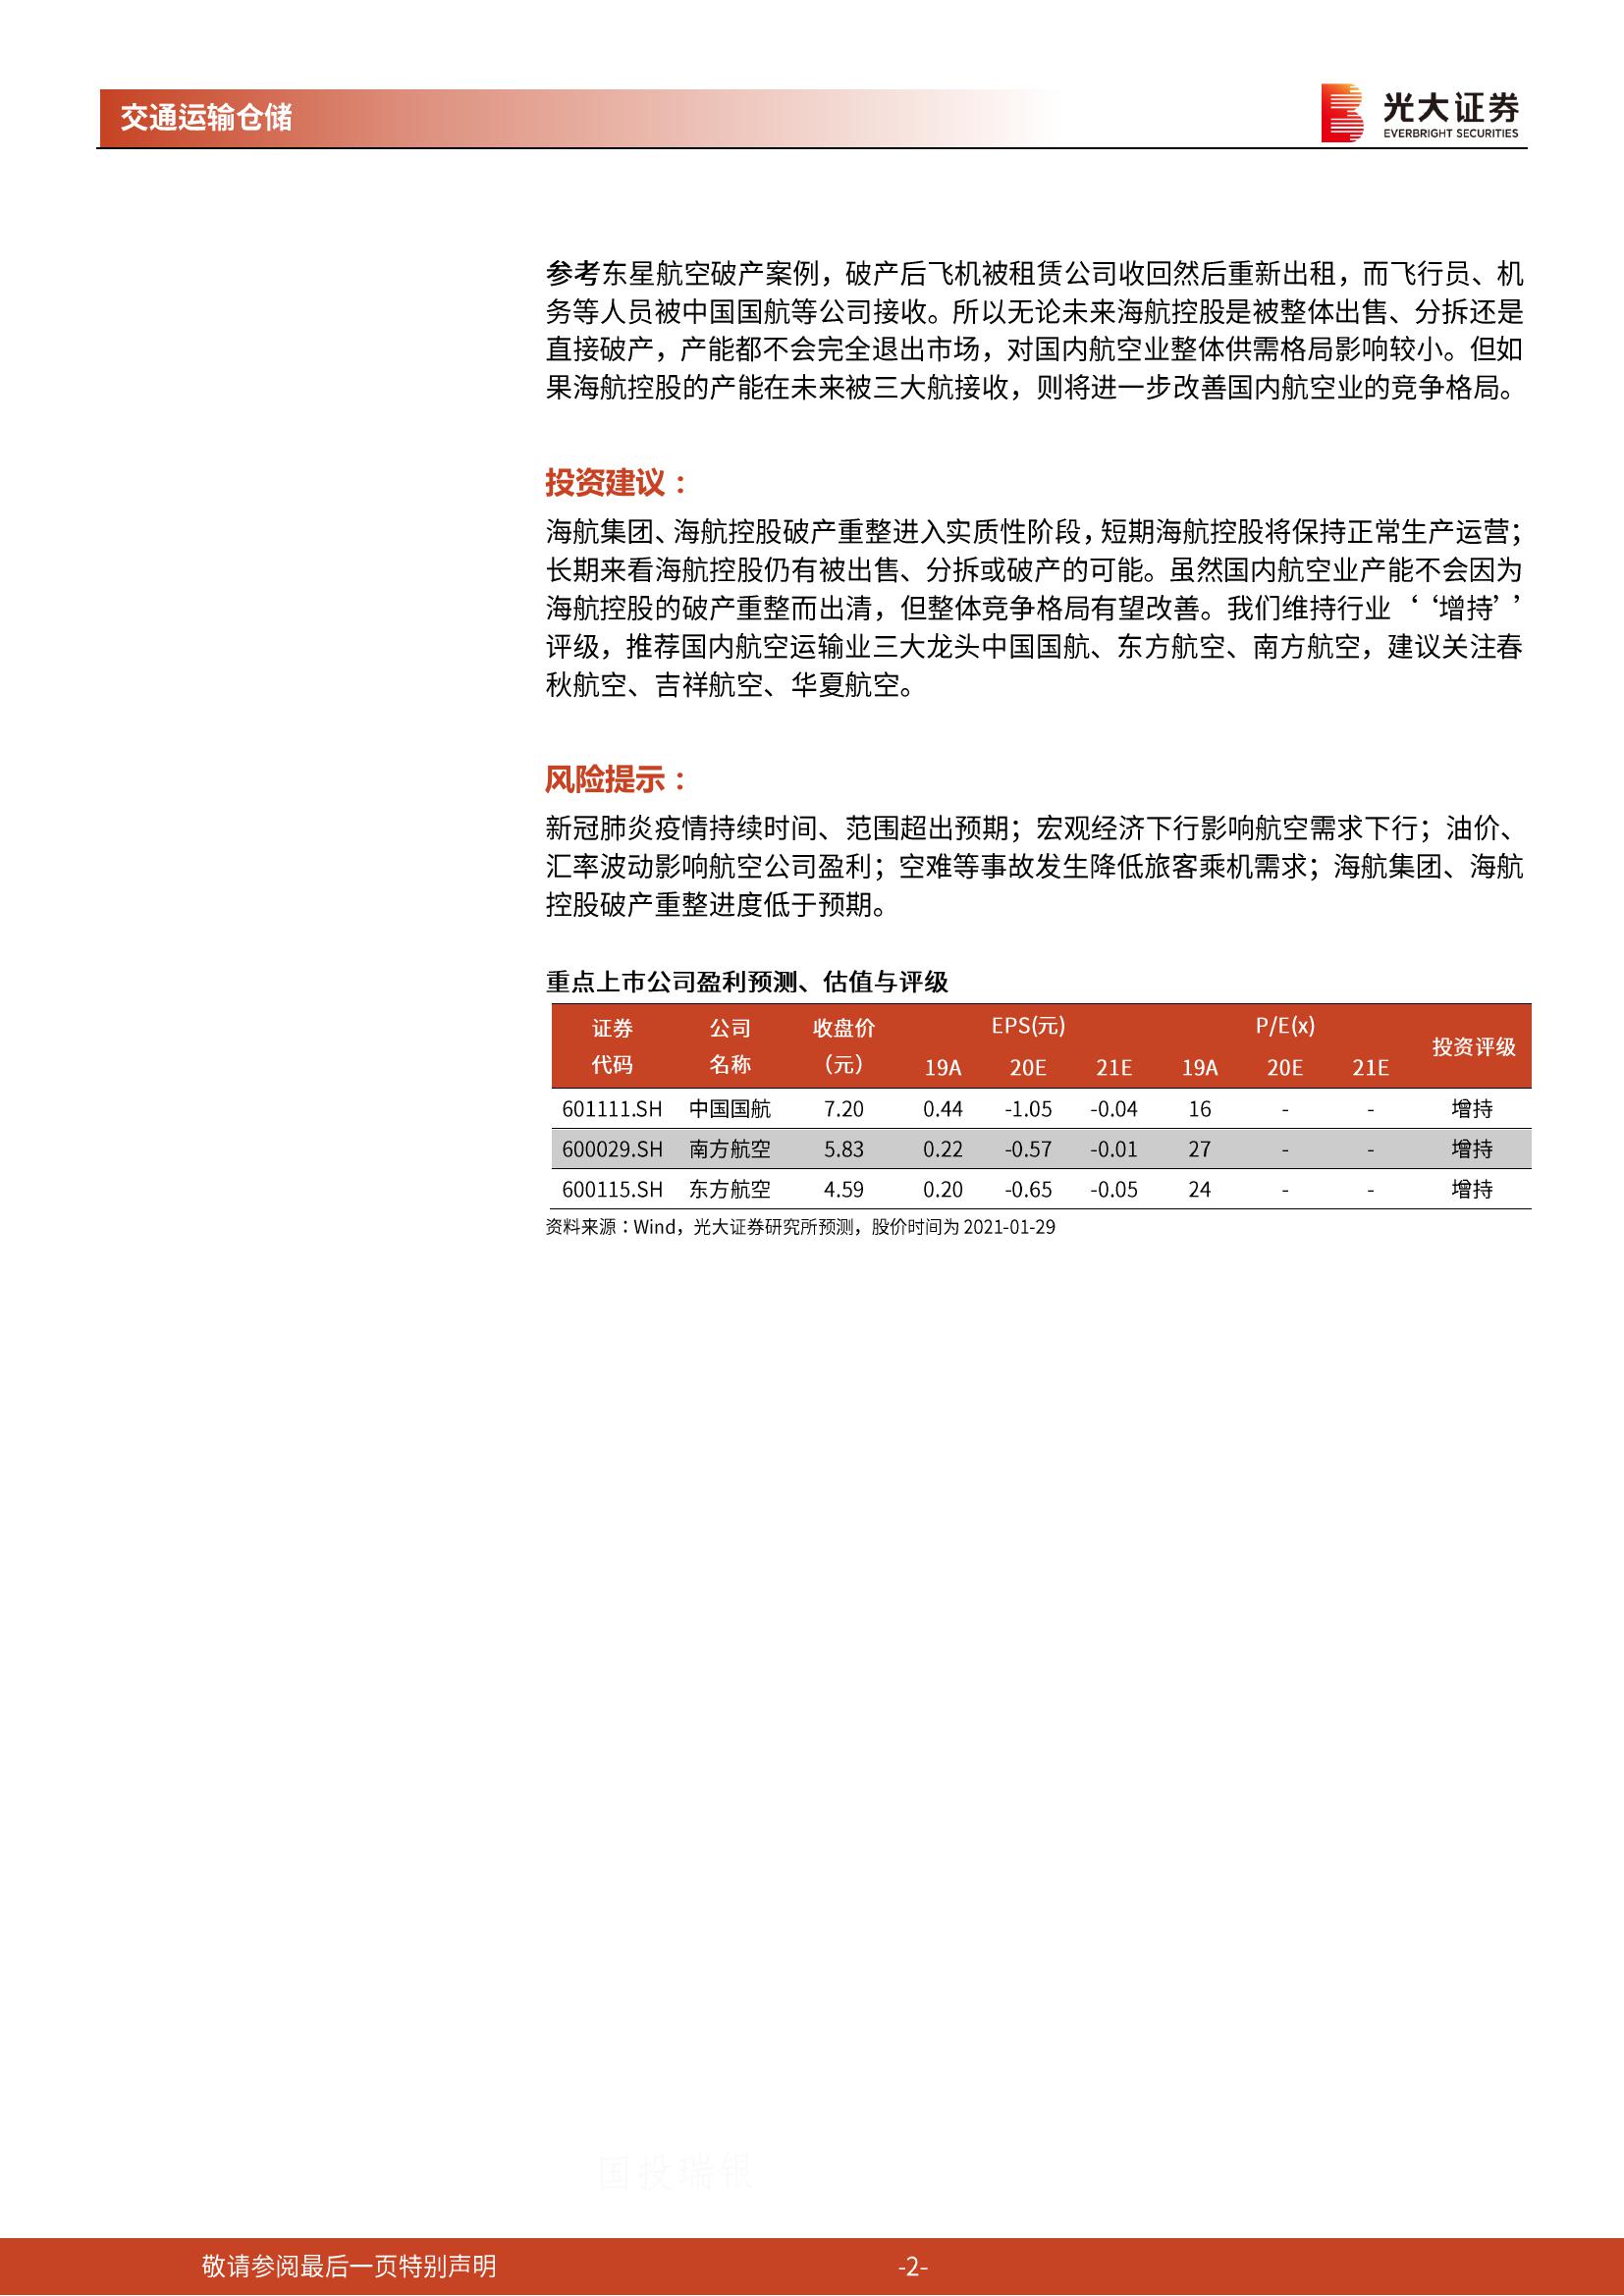 交通运输仓储
光大证券
EVERBRIGHT SECURITIES
参考东星航空破产案例，破产后飞机被租赁公司收回然后重新出租，而飞行员、机
务等人员被中国国航等公司接收。所以无论未来海航控股是被整体出售、分拆还是
直接破产，产能都不会完全退出市场，对国内航空业整体供需格局影响较小。但如
果海航控股的产能在未来被三大航接收，则将进一步改善国内航空业的竞争格局。
投资建议：
海航集团、海航控股破产重整进入实质性阶段，短期海航控股将保持正常生产运营；
长期来看海航控股仍有被出售、分拆或破产的可能。虽然国内航空业产能不会因为
海航控股的破产重整而出清，但整体竞争格局有望改善。我们维持行业‘‘增持’’
评级，推荐国内航空运输业三大龙头中国国航、东方航空、南方航空，建议关注春
秋航空、吉祥航空、华夏航空。
风险提示：
新冠肺炎疫情持续时间、范围超出预期；宏观经济下行影响航空需求下行；油价、
汇率波动影响航空公司盈利；空难等事故发生降低旅客乘机需求；海航集团、海航
控股破产重整进度低于预期。
重点上市公司盈利预测、估值与评级
证券 公司 收盘价 EPS(元) P/E(x) 投资评级
代码 名称 （元） 19A 20E 21E 19A 20E 21E
601111.SH 中国国航 7.20 0.44 -1.05 -0.04 16 - - 增持
600029.SH 南方航空 5.83 0.22 -0.57 -0.01 27 - - 增持
600115.SH 东方航空 4.59 0.20 -0.65 -0.05 24 - - 增持
资料来源：Wind，光大证券研究所预测，股价时间为 2021-01-29
国投瑞银
敬请参阅最后一页特别声明 -2-